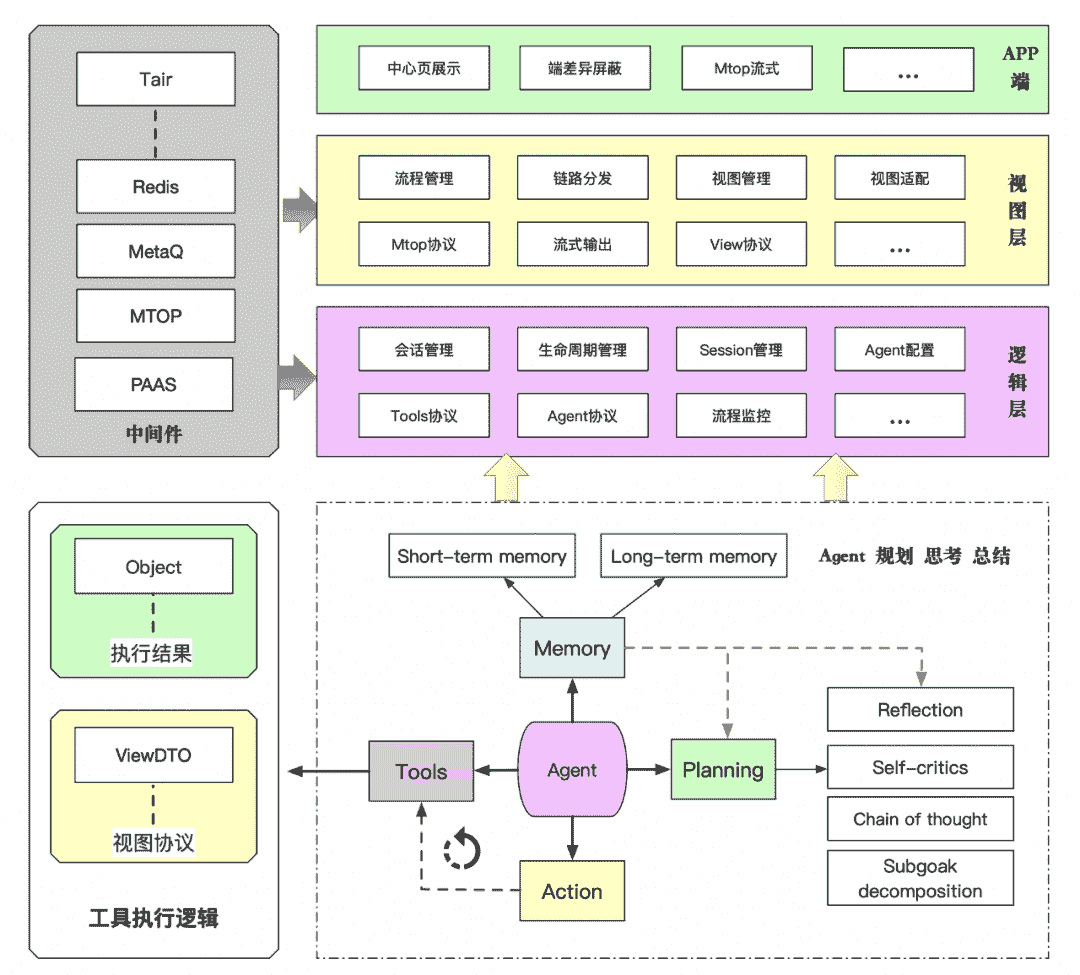 Tair
Redis
MetaQ
MTOP
PAAS
中间件
中心页展示
端差异屏蔽
Mtop流式
...
APP
端
流程管理
链路分发
视图管理
视图适配
Mtop协议
流式输出
View协议
...
视
图
层
会话管理
生命周期管理
Session管理
Agent配置
Tools协议
Agent协议
流程监控
...
逻
辑
层
Object
执行结果
ViewDTO
视图协议
工具执行逻辑
Short-term memory
Long-term memory
Agent 规划 思考 总结
Memory
Reflection
Tools
Agent
Planning
Self-critics
Chain of thought
Action
Subgoak
decomposition